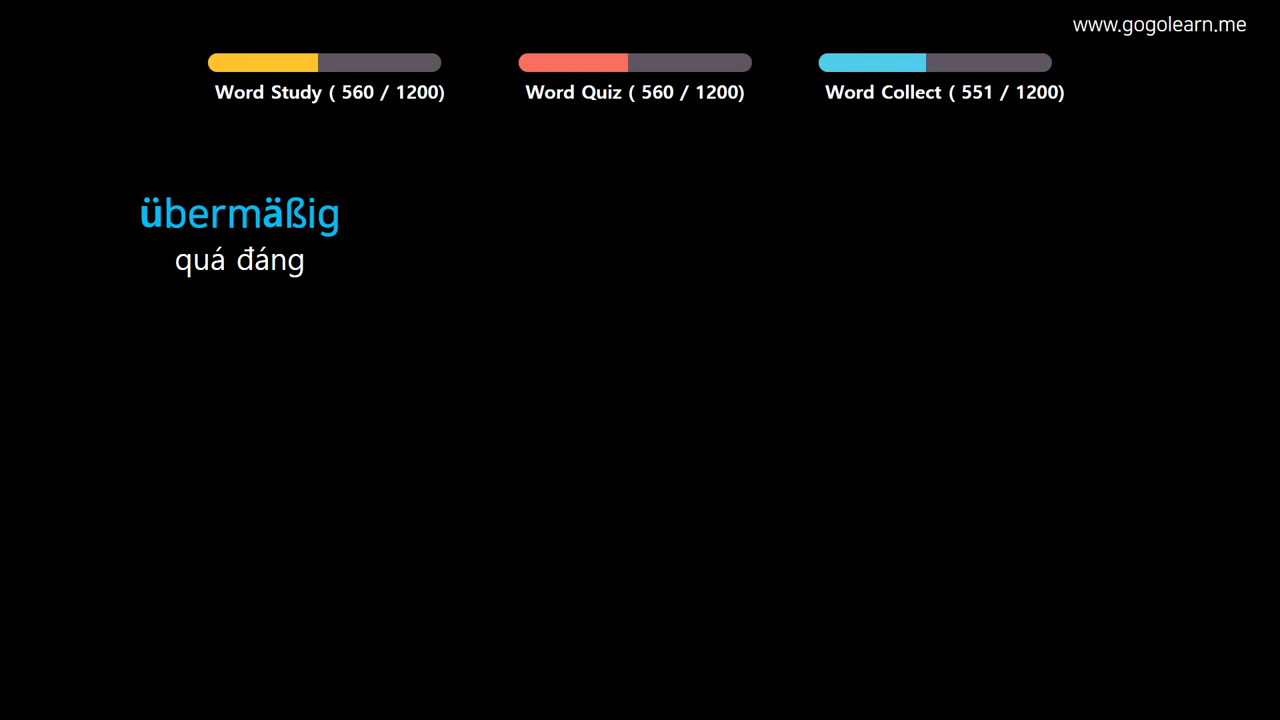 www.gogolearn.me
Word Study ( 560 / 1200)
Word Quiz ( 560 / 1200)
Word Collect ( 551 / 1200)
übermäßig
quá đáng